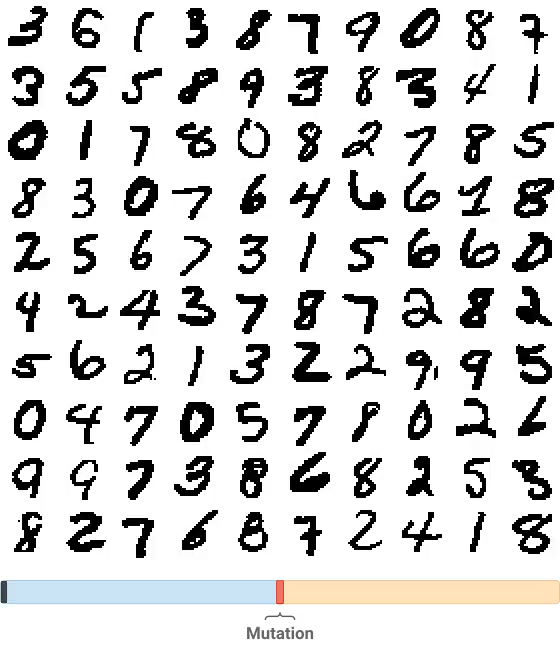 3 6 1 3 8 7 9 0 8 7
3 5 5 8 9 3 8 3 4 1
0 1 7 8 0 8 2 7 8 5
8 3 0 7 6 4 6 6 1 8
2 5 6 7 3 1 5 6 6 0
4 2 4 3 7 8 7 2 8 2
5 6 2 1 3 2 2 9 9 5
0 4 7 0 5 7 8 0 2 6
9 9 7 3 8 6 8 2 5 3
8 2 7 6 8 7 2 4 1 8
Mutation